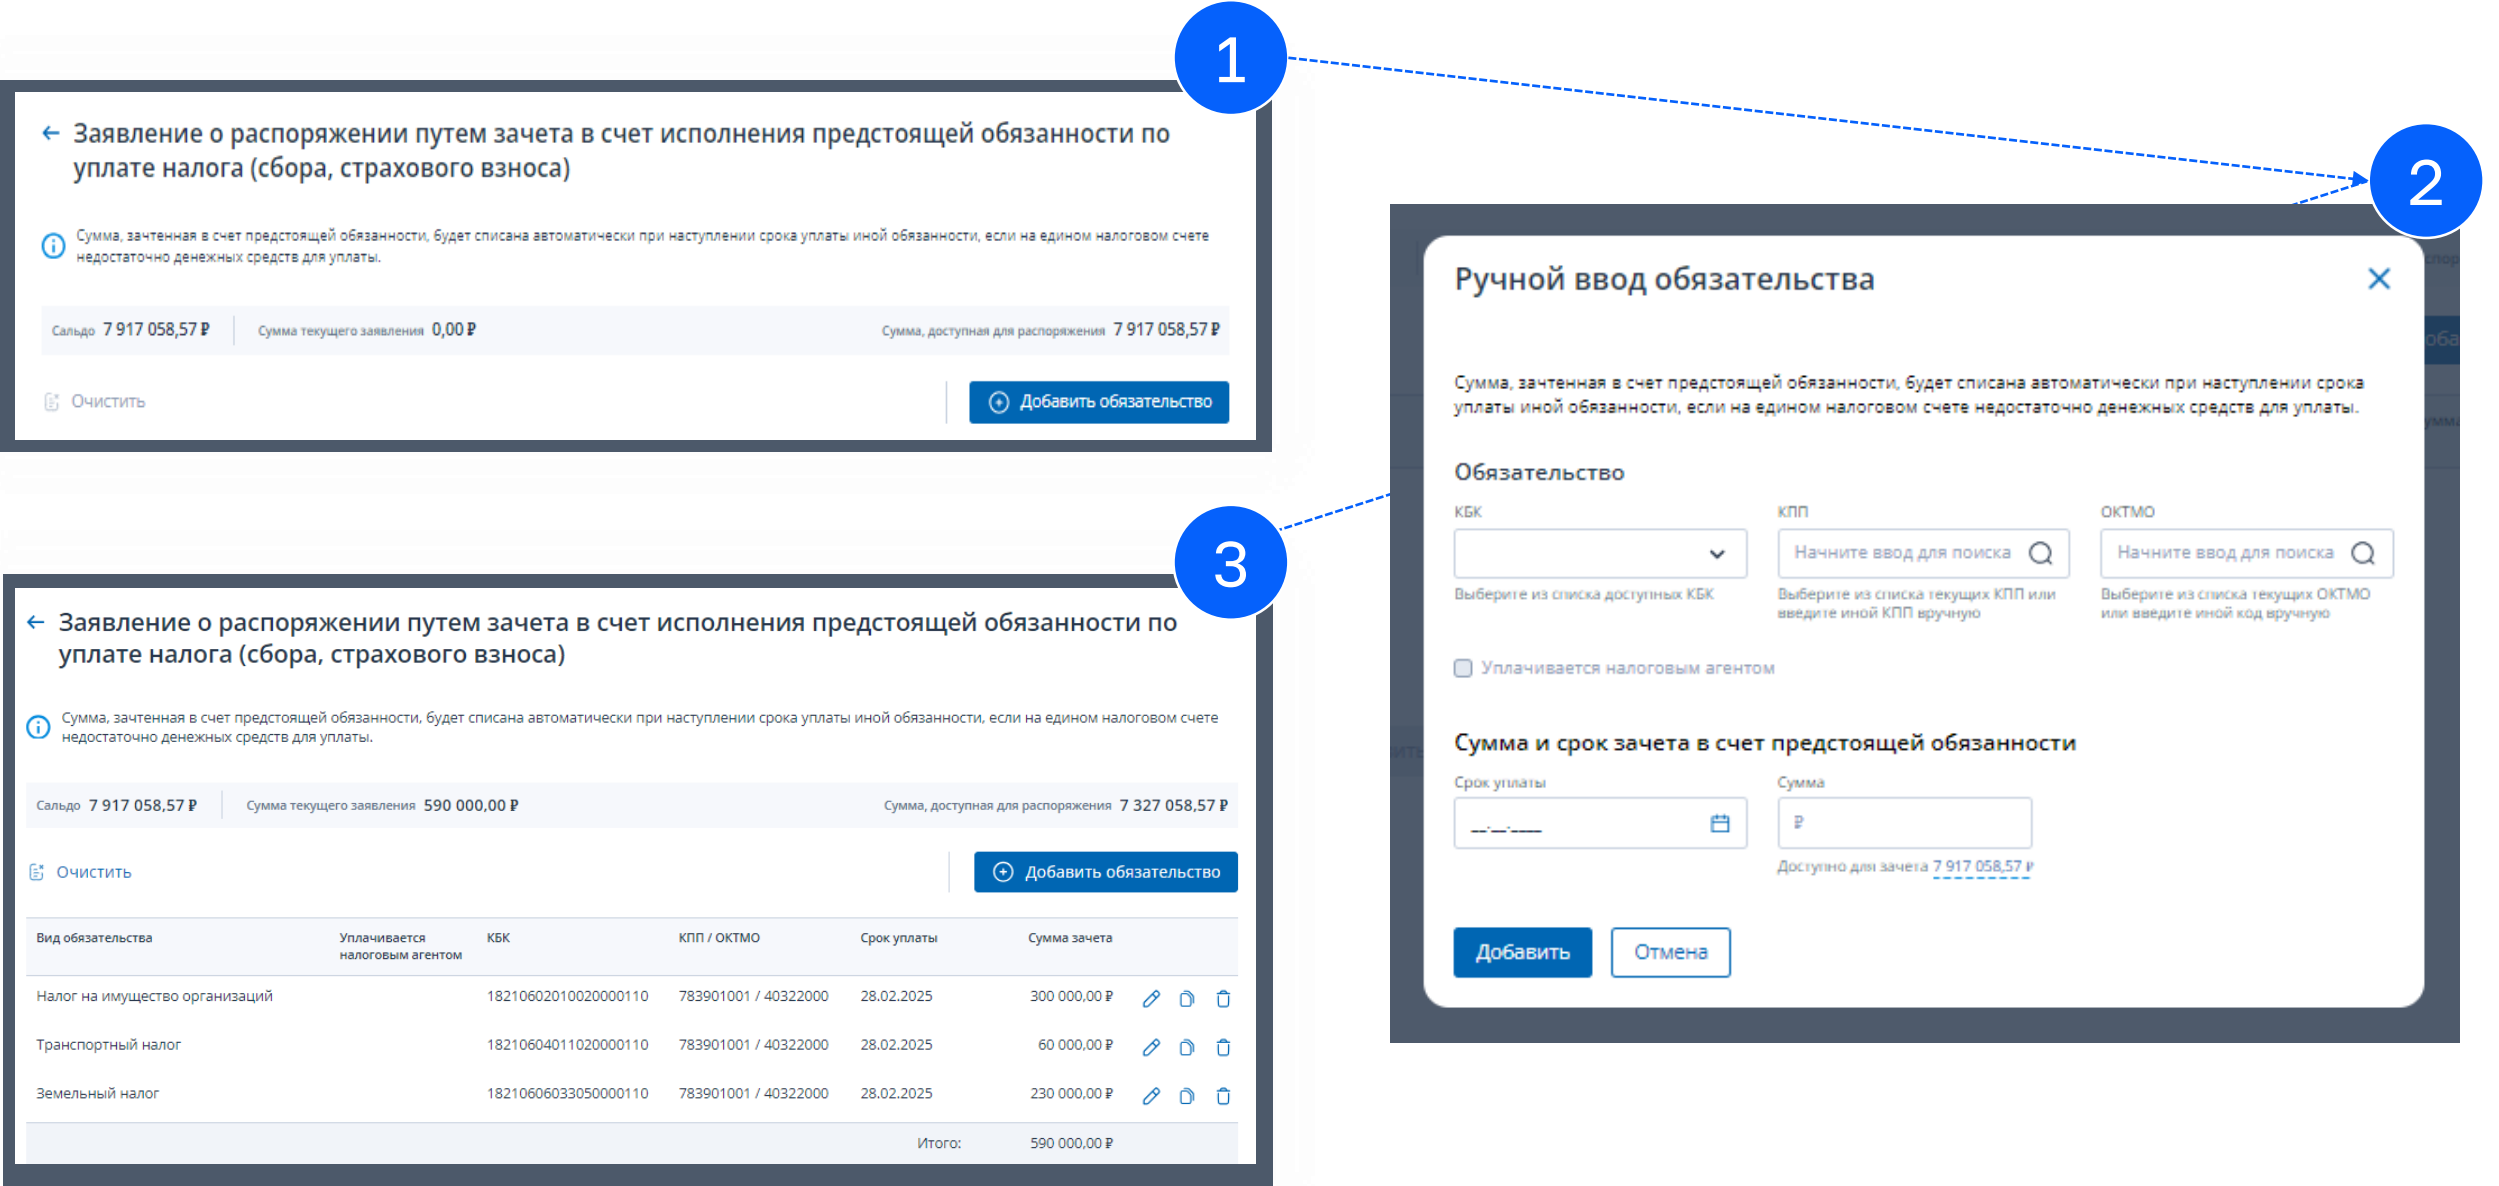 1
← Заявление о распоряжении путем зачета в счет исполнения предстоящей обязанности по
уплате налога (сбора, страхового взноса)
Сумма, зачтенная в счет предстоящей обязанности, будет списана автоматически при наступлении срока уплаты иной обязанности, если на едином налоговом счете
недостаточно денежных средств для уплаты.
Сальдо 7 917 058,57 ₽ Сумма текущего заявления 0,00 ₽ Сумма, доступная для распоряжения 7 917 058,57 ₽
Очистить Добавить обязательство
2
Ручной ввод обязательства
Сумма, зачтенная в счет предстоящей обязанности, будет списана автоматически при наступлении срока
уплаты иной обязанности, если на едином налоговом счете недостаточно денежных средств для уплаты.
Обязательство
КБК КПП ОКТМО
Начните ввод для поиска Начните ввод для поиска
Выберите из списка доступных КБК Выберите из списка текущих КПП или Выберите из списка текущих ОКТМО
введите иной КПП вручную или введите иной код вручную
Уплачивается налоговым агентом
Сумма и срок зачета в счет предстоящей обязанности
Срок уплаты Сумма
__.__.____ ₽
Доступно для зачета 7 917 058,57 ₽
Добавить Отмена
3
← Заявление о распоряжении путем зачета в счет исполнения предстоящей обязанности по
уплате налога (сбора, страхового взноса)
Сумма, зачтенная в счет предстоящей обязанности, будет списана автоматически при наступлении срока уплаты иной обязанности, если на едином налоговом счете
недостаточно денежных средств для уплаты.
Сальдо 7 917 058,57 ₽ Сумма текущего заявления 590 000,00 ₽ Сумма, доступная для распоряжения 7 327 058,57 ₽
Очистить Добавить обязательство
Вид обязательства Уплачивается КБК КПП / ОКТМО Срок уплаты Сумма зачета
налоговым агентом
Налог на имущество организаций 18210602010020000110 783901001 / 40322000 28.02.2025 300 000,00 ₽
Транспортный налог 18210604011020000110 783901001 / 40322000 28.02.2025 60 000,00 ₽
Земельный налог 18210606033050000110 783901001 / 40322000 28.02.2025 230 000,00 ₽
Итого: 590 000,00 ₽